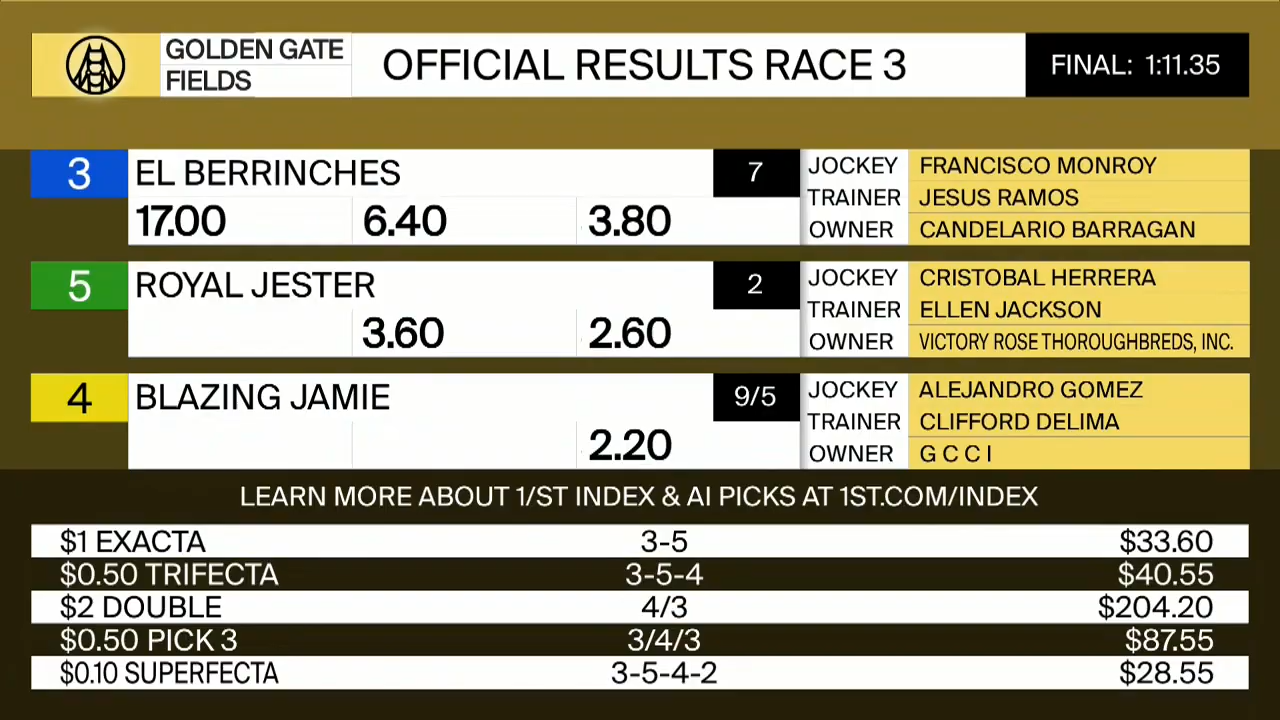 GOLDEN GATE
FIELDS
OFFICIAL RESULTS RACE 3
FINAL: 1:11.35
3
EL BERRINCHES
7
17.00 6.40 3.80
JOCKEY FRANCISCO MONROY
TRAINER JESUS RAMOS
OWNER CANDELARIO BARRAGAN
5
ROYAL JESTER
2
3.60 2.60
JOCKEY CRISTOBAL HERRERA
TRAINER ELLEN JACKSON
OWNER VICTORY ROSE THOROUGHBREDS, INC.
4
BLAZING JAMIE
9/5
2.20
JOCKEY ALEJANDRO GOMEZ
TRAINER CLIFFORD DELIMA
OWNER G C C I
LEARN MORE ABOUT 1/ST INDEX & AI PICKS AT 1ST.COM/INDEX
$1 EXACTA 3-5 $33.60
$0.50 TRIFECTA 3-5-4 $40.55
$2 DOUBLE 4/3 $204.20
$0.50 PICK 3 3/4/3 $87.55
$0.10 SUPERFECTA 3-5-4-2 $28.55